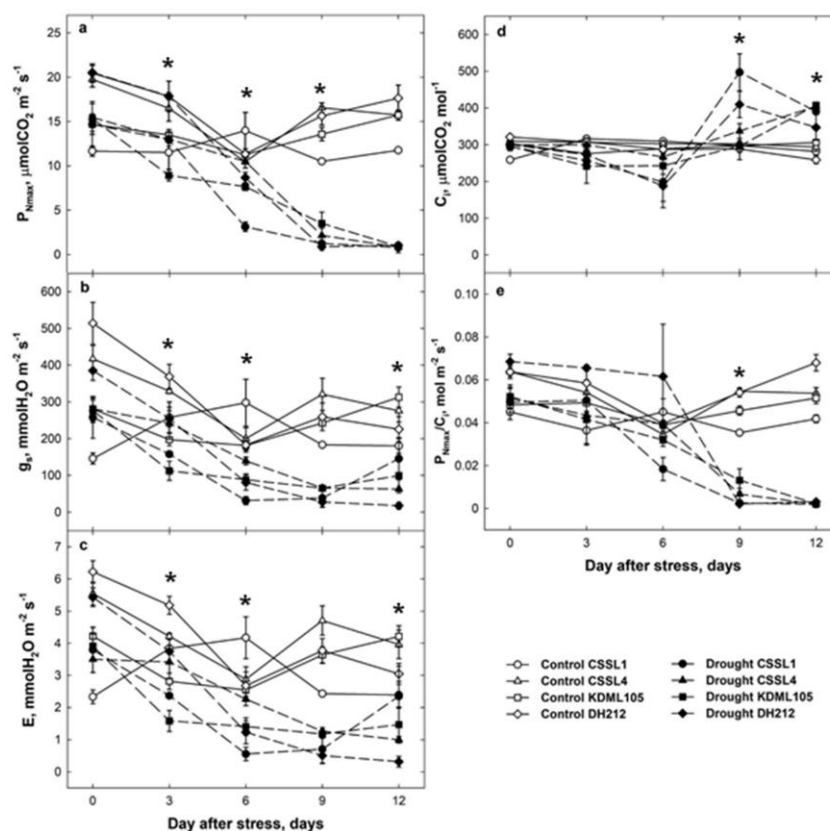 a
P_Nmax, μmolCO₂ m⁻² s⁻¹
25
20
15
10
5
0
*
*
*
b
g_s, mmolH₂O m⁻² s⁻¹
600
500
400
300
200
100
0
*
*
*
c
E, mmolH₂O m⁻² s⁻¹
7
6
5
4
3
2
1
0
*
*
*
0 3 6 9 12
Day after stress, days
d
C_i, μmolCO₂ mol⁻¹
600
500
400
300
200
100
0
*
*
e
P_Nmax/C_i, mol m⁻² s⁻¹
0.10
0.08
0.06
0.04
0.02
0
*
0 3 6 9 12
Day after stress, days
Control CSSL1
Control CSSL4
Control KDML105
Control DH212
Drought CSSL1
Drought CSSL4
Drought KDML105
Drought DH212